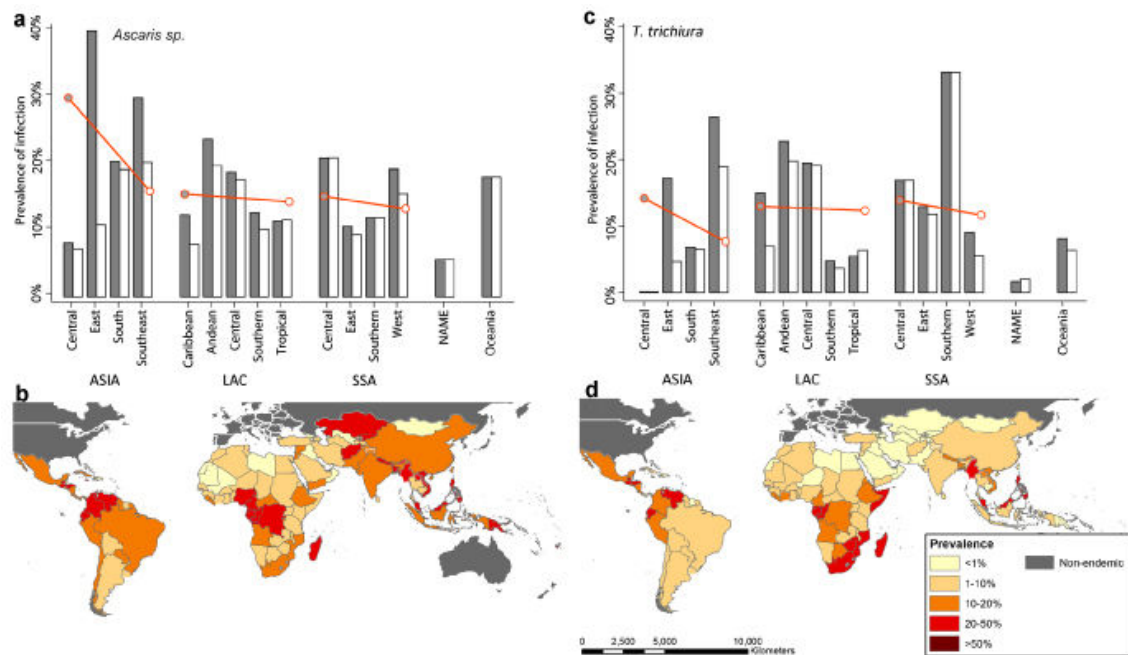 a
Ascaris sp.
Prevalence of infection
40%
30%
20%
10%
0%
Central
East
South
Southeast
Caribbean
Andean
Central
Southern
Tropical
Central
East
Southern
West
NAME
Oceania
ASIA
LAC
SSA
c
T. trichiura
Prevalence of infection
40%
30%
20%
10%
0%
Central
East
South
Southeast
Caribbean
Andean
Central
Southern
Tropical
Central
East
Southern
West
NAME
Oceania
ASIA
LAC
SSA
b
d
Prevalence
<1%
1-10%
10-20%
20-50%
>50%
Non-endemic
0 2,500 5,000 10,000
Kilometers